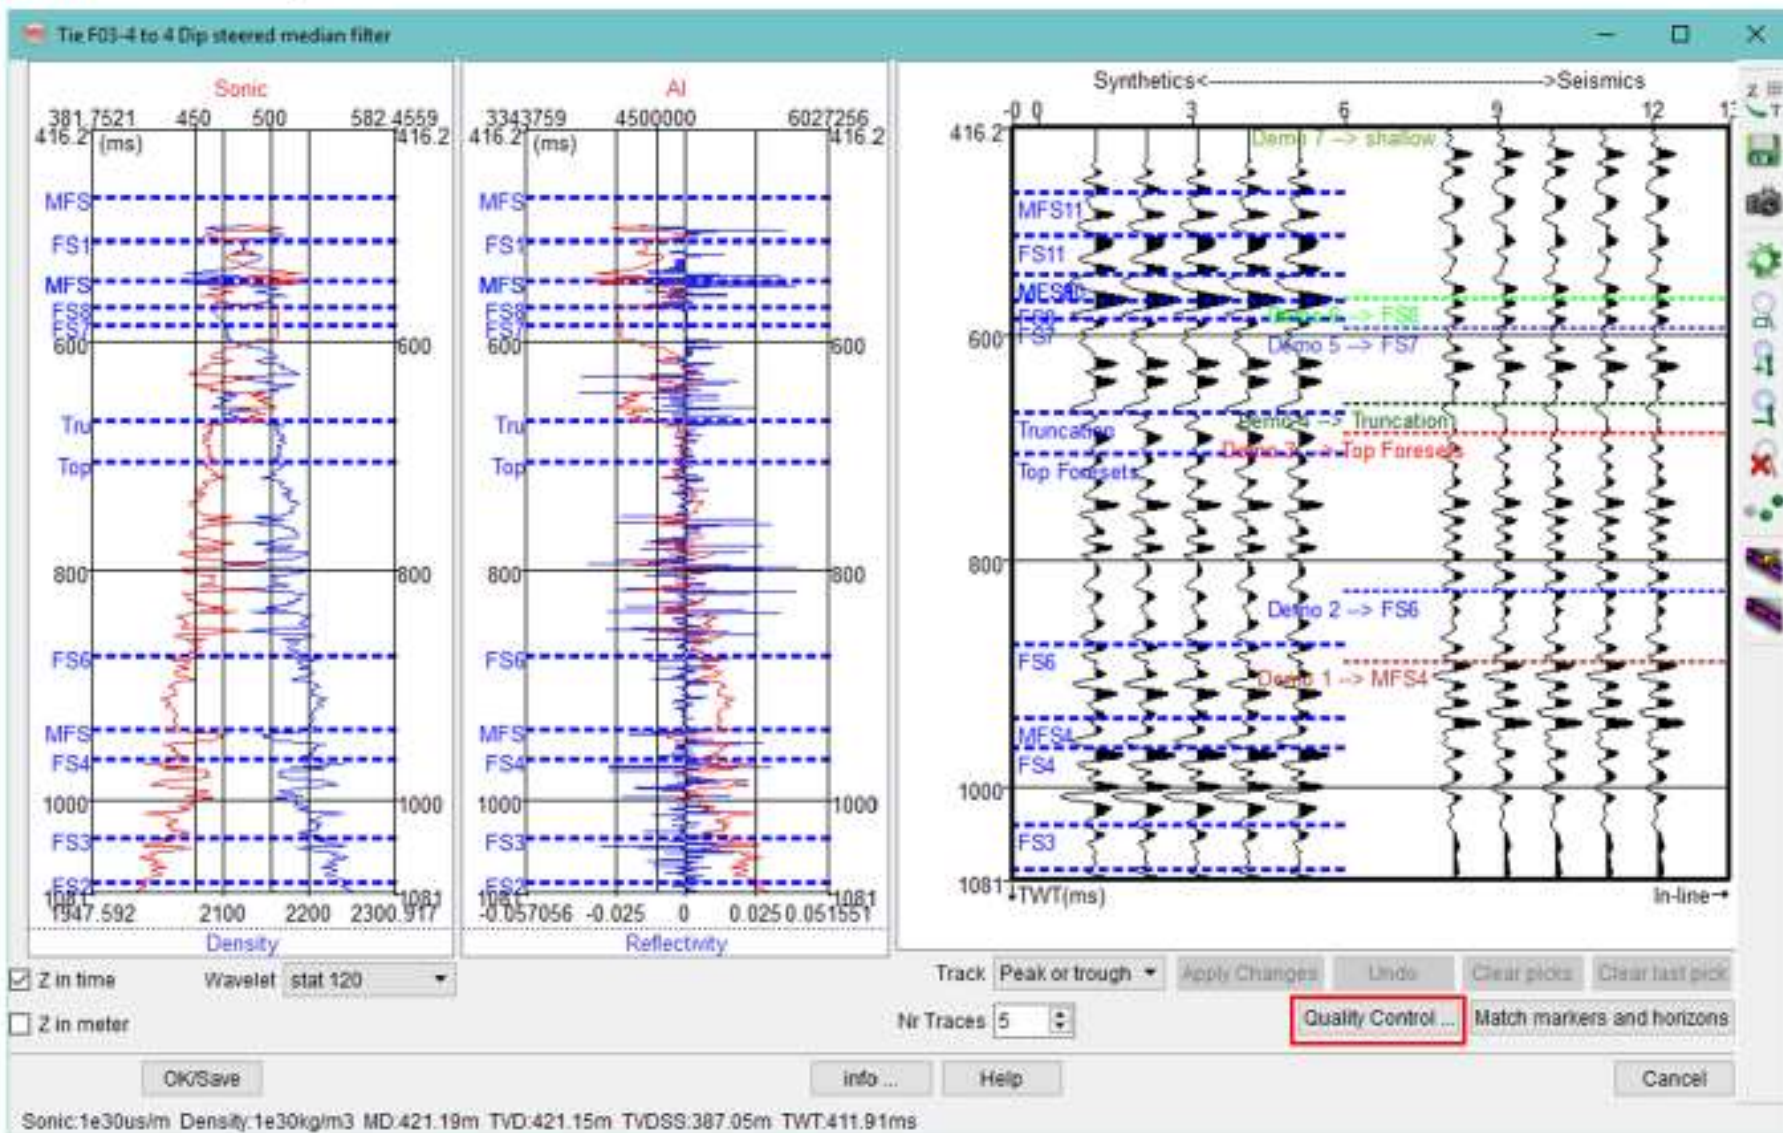 Tie F03-4 to 4 Dip steered median filter
Sonic
381.7521 450 500 582.4559
416.2 (ms) 416.2
MFS
FS1
MFS
FS8
FS7
600 600
Tru
Top
800 800
FS6
MFS
FS4
1000 1000
FS3
FS2
1081 1081
1947.592 2100 2200 2300.917
Density
AI
3343759 4500000 6027256
416.2 (ms) 416.2
MFS
FS1
MFS
FS8
FS7
600 600
Tru
Top
800 800
FS6
MFS
FS4
1000 1000
FS3
FS2
1081 1081
-0.057056 -0.025 0 0.025 0.051551
Reflectivity
Synthetics<------------------------------------------>Seismics
-0 0 3 6 9 12 13
416.2 Demo 7 --> shallow
MFS11
FS11
FS8
Demo 6 --> FS8
FS7
600
Demo 5 --> FS7
Demo 4 --> Truncation
Truncation
Demo 3 --> Top Foresets
Top Foresets
800
Demo 2 --> FS6
FS6
Demo 1 --> MFS4
MFS4
FS4
1000
FS3
1081
TWT(ms) In-line
Z in time Wavelet stat 120
Z in meter
Track Peak or trough Apply Changes Undo Clear picks Clear last pick
Nr Traces 5 Quality Control ... Match markers and horizons
OK/Save info ... Help Cancel
Sonic:1e30us/m Density:1e30kg/m3 MD:421.19m TVD:421.15m TVDSS:387.05m TWT:411.91ms